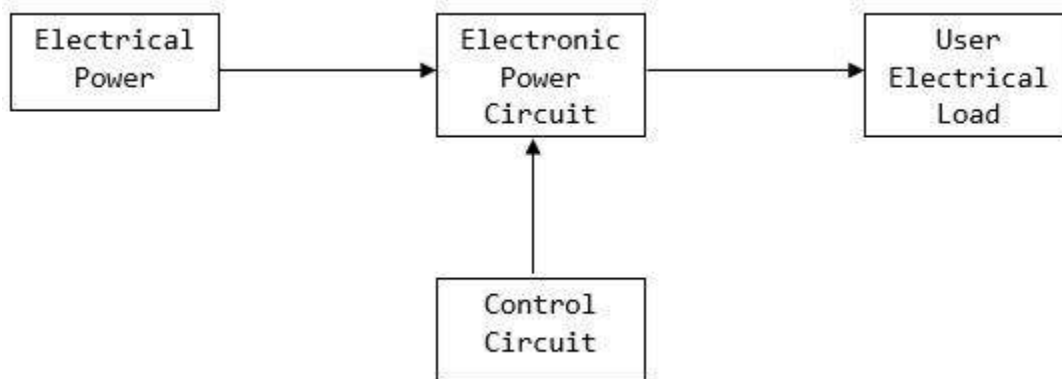 Electrical
Power
Electronic
Power
Circuit
User
Electrical
Load
Control
Circuit